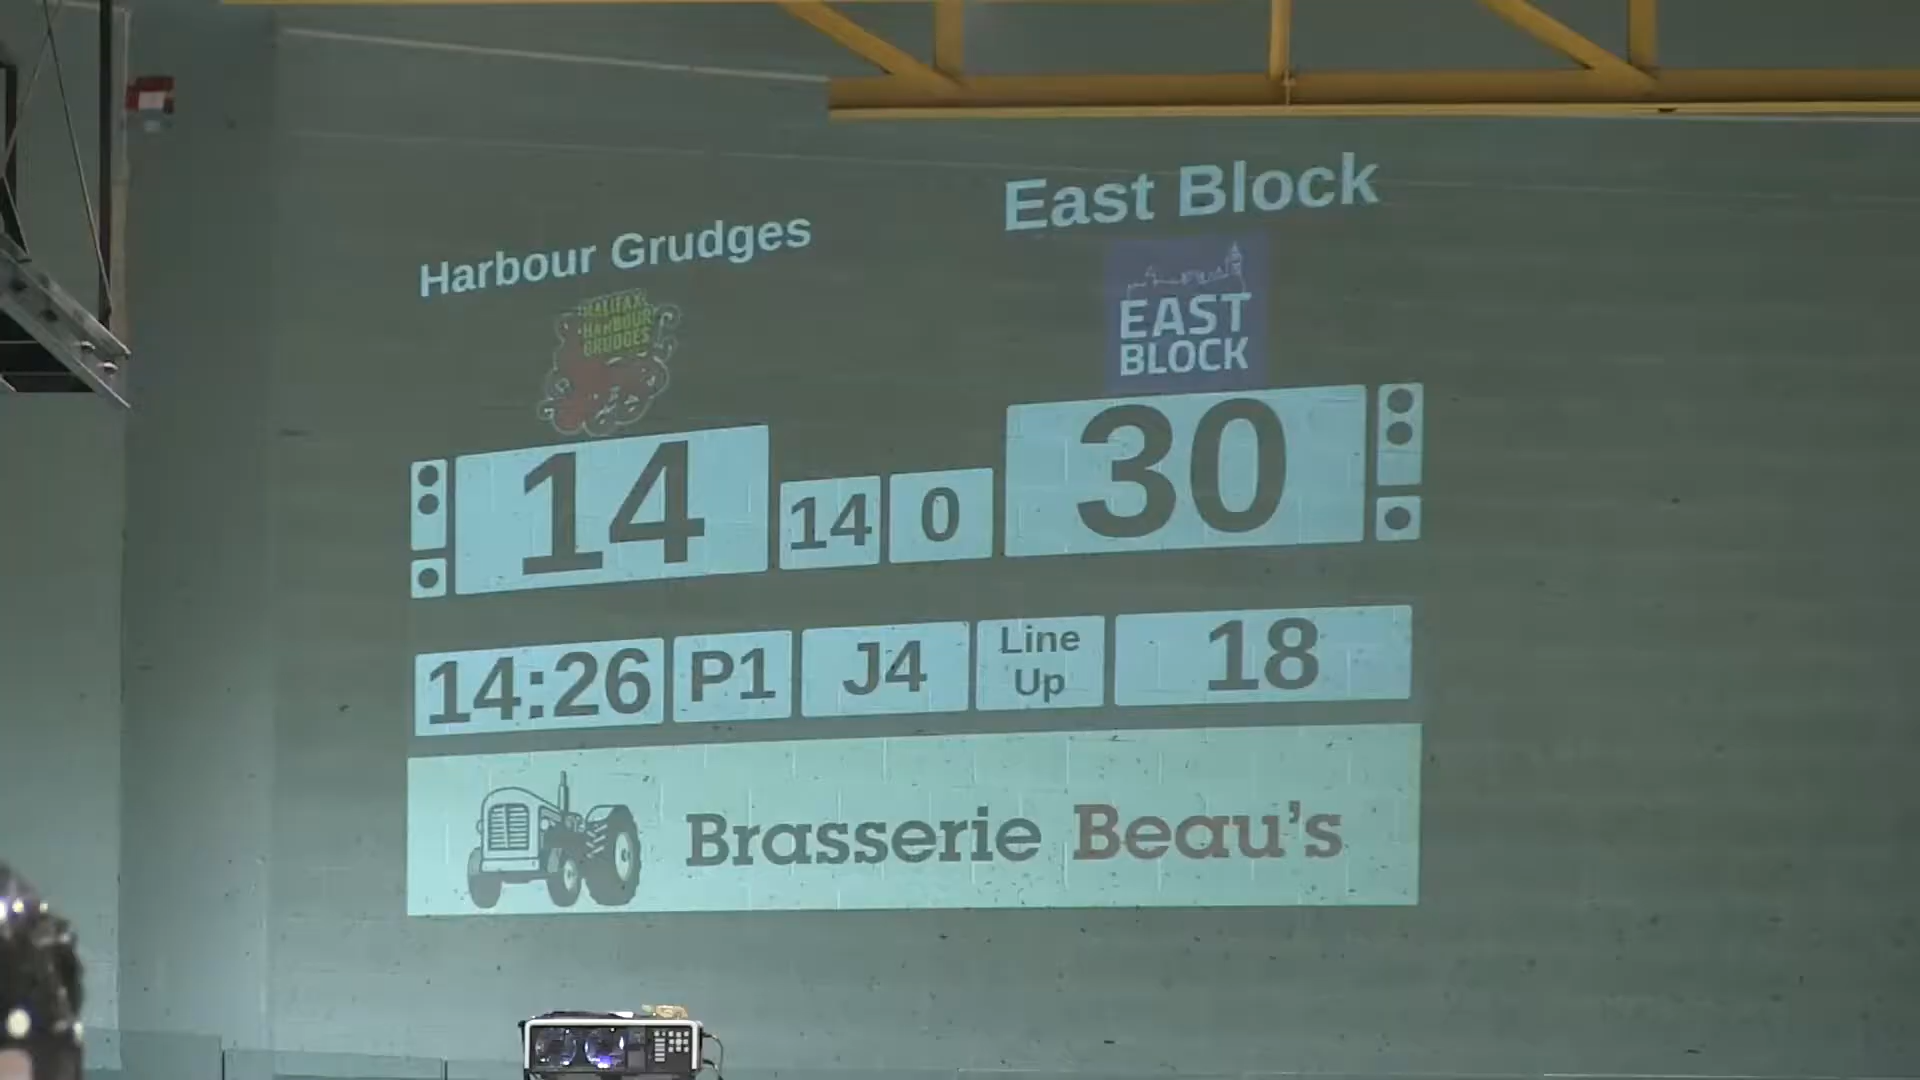 Harbour Grudges
East Block
HALIFAX
HARBOUR
GRUDGES
EAST
BLOCK
14
14
0
30
14:26
P1
J4
Line
Up
18
Brasserie Beau's